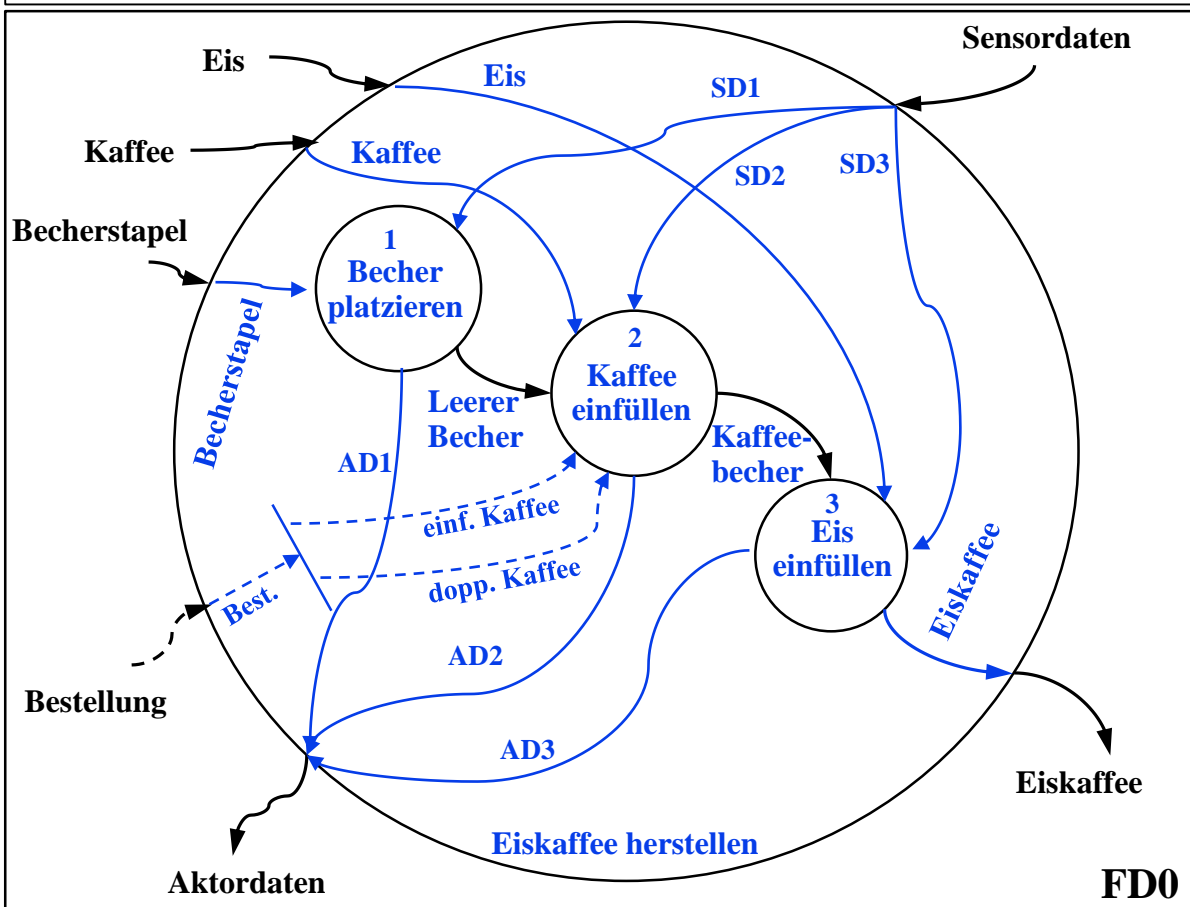 Sensordaten
Eis
Eis
SD1
Kaffee
Kaffee
SD2
SD3
Becherstapel
1
Becher
platzieren
Becherstapel
2
Kaffee
einfüllen
Leerer
Becher
Kaffee-
becher
AD1
einf. Kaffee
3
Eis
einfüllen
dopp. Kaffee
Best.
Eiskaffee
AD2
Bestellung
AD3
Eiskaffee
Eiskaffee herstellen
Aktordaten
FD0